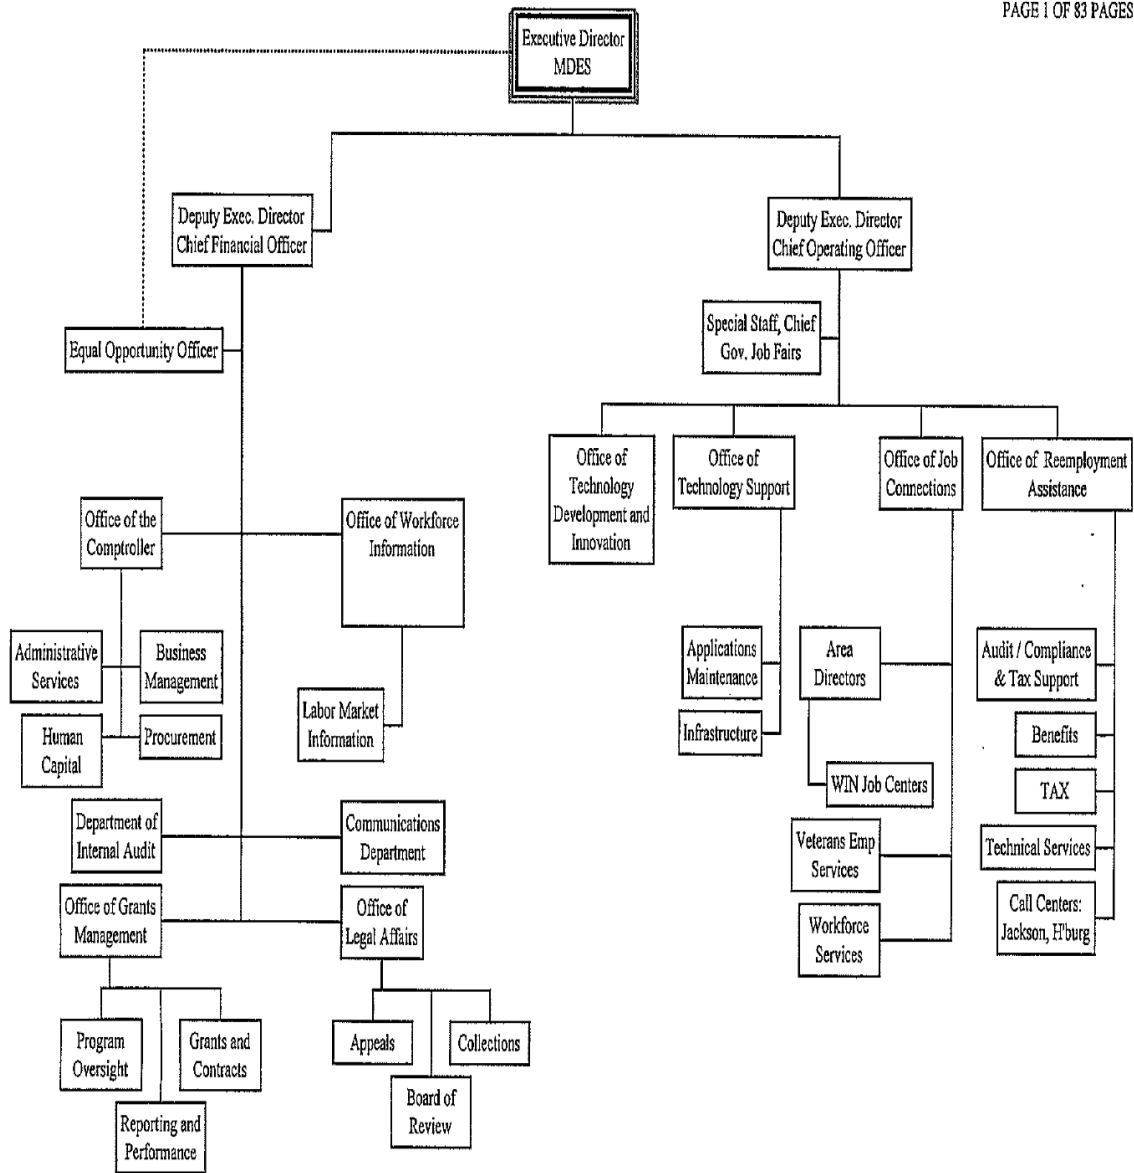 PAGE 1 OF 83 PAGES
Executive Director
MDES
Deputy Exec. Director
Chief Financial Officer
Deputy Exec. Director
Chief Operating Officer
Special Staff, Chief
Gov. Job Fairs
Equal Opportunity Officer
Office of
Technology
Development and
Innovation
Office of
Technology Support
Office of Job
Connections
Office of Reemployment
Assistance
Office of the
Comptroller
Office of Workforce
Information
Administrative
Services
Business
Management
Human
Capital
Procurement
Labor Market
Information
Applications
Maintenance
Infrastructure
Area
Directors
WIN Job Centers
Veterans Emp
Services
Workforce
Services
Audit / Compliance
& Tax Support
Benefits
TAX
Technical Services
Call Centers:
Jackson, H'burg
Department of
Internal Audit
Communications
Department
Office of Grants
Management
Office of
Legal Affairs
Program
Oversight
Grants and
Contracts
Reporting and
Performance
Appeals
Collections
Board of
Review